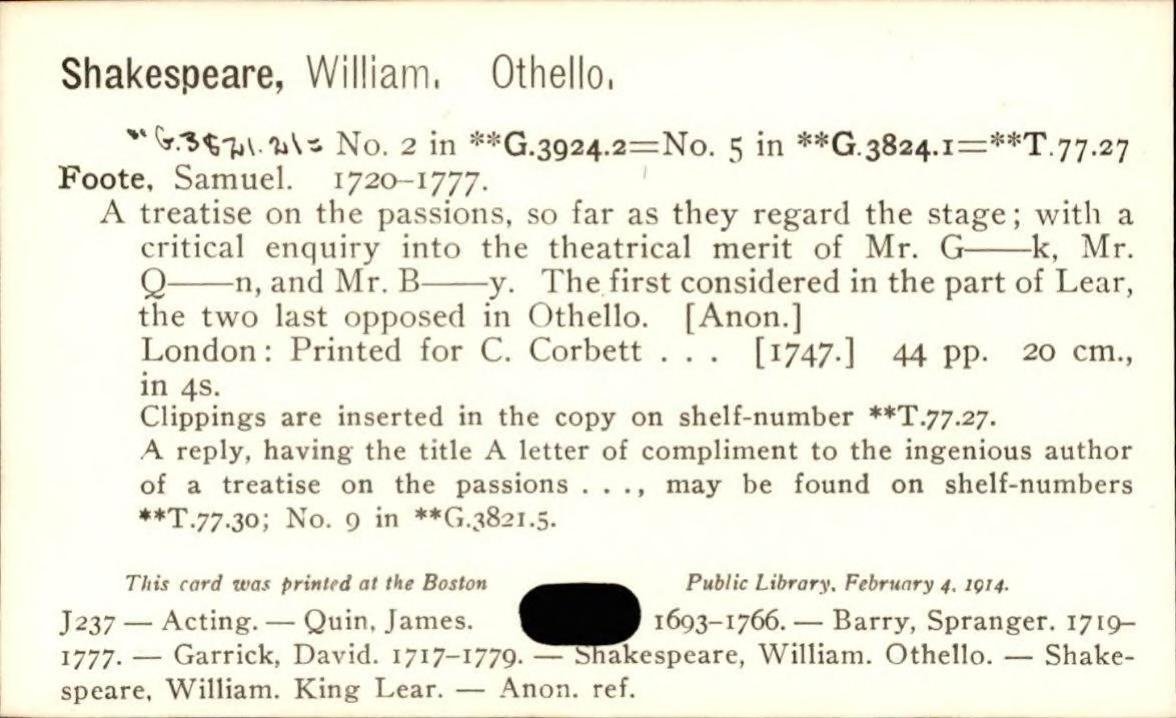 Shakespeare, William. Othello.
**G.3821.21= No. 2 in **G.3924.2=No. 5 in **G.3824.1=**T.77.27
Foote, Samuel. 1720–1777.
A treatise on the passions, so far as they regard the stage; with a
critical enquiry into the theatrical merit of Mr. G——k, Mr.
Q——n, and Mr. B——y. The first considered in the part of Lear,
the two last opposed in Othello. [Anon.]
London: Printed for C. Corbett . . . [1747.] 44 pp. 20 cm.,
in 4s.
Clippings are inserted in the copy on shelf-number **T.77.27.
A reply, having the title A letter of compliment to the ingenious author
of a treatise on the passions . . ., may be found on shelf-numbers
**T.77.30; No. 9 in **G.3821.5.
This card was printed at the Boston Public Library, February 4, 1914.
J237 — Acting. — Quin, James. 1693–1766. — Barry, Spranger. 1719–
1777. — Garrick, David. 1717–1779. — Shakespeare, William. Othello. — Shake-
speare, William. King Lear. — Anon. ref.